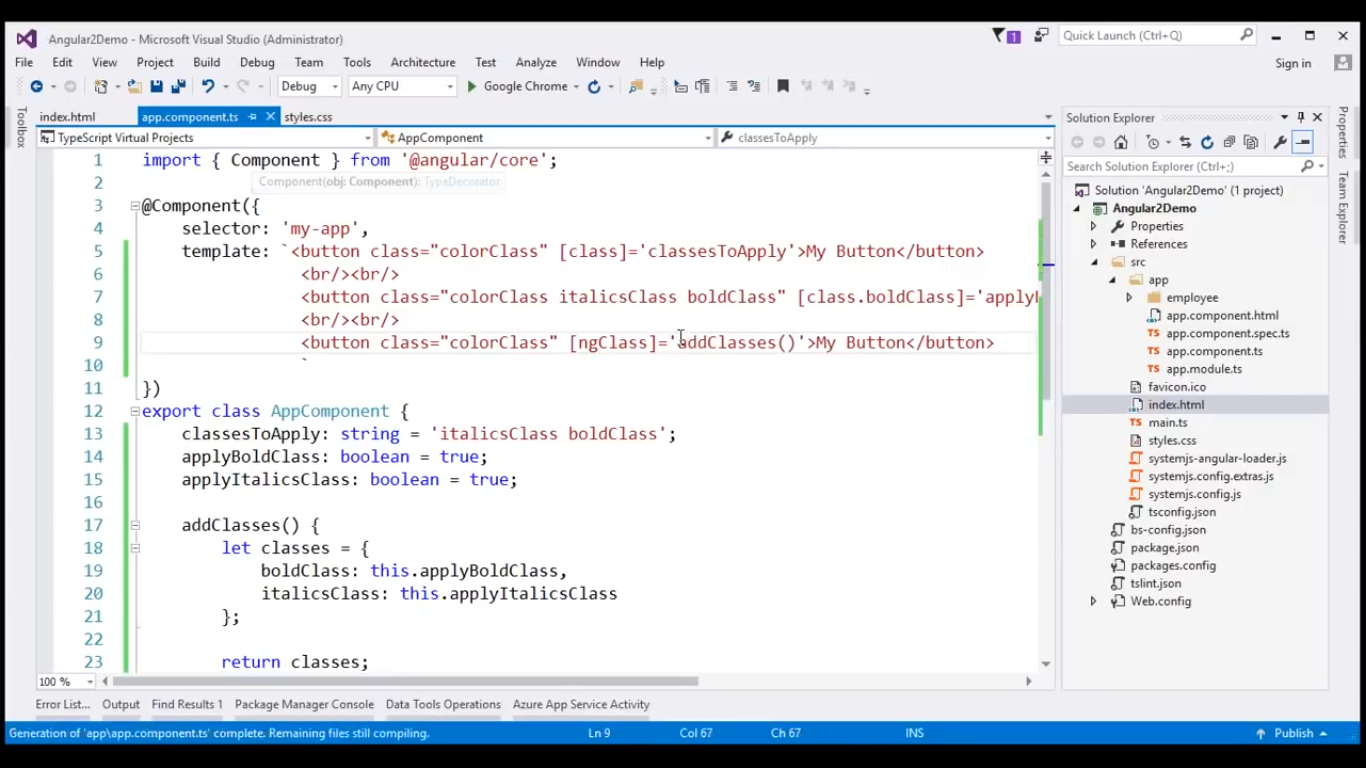 Angular2Demo - Microsoft Visual Studio (Administrator)
1
Quick Launch (Ctrl+Q)
File Edit View Project Build Debug Team Tools Architecture Test Analyze Window Help
Sign in
Debug Any CPU Google Chrome
Toolbox
index.html app.component.ts styles.css
TypeScript Virtual Projects AppComponent classesToApply
1 import { Component } from '@angular/core';
Component(obj: Component): TypeDecorator
2
3 @Component({
4 selector: 'my-app',
5 template: `<button class="colorClass" [class]='classesToApply'>My Button</button>
6 <br/><br/>
7 <button class="colorClass italicsClass boldClass" [class.boldClass]='applyB
8 <br/><br/>
9 <button class="colorClass" [ngClass]='addClasses()'>My Button</button>
10 `
11 })
12 export class AppComponent {
13 classesToApply: string = 'italicsClass boldClass';
14 applyBoldClass: boolean = true;
15 applyItalicsClass: boolean = true;
16
17 addClasses() {
18 let classes = {
19 boldClass: this.applyBoldClass,
20 italicsClass: this.applyItalicsClass
21 };
22
23 return classes;
100 %
Solution Explorer
Search Solution Explorer (Ctrl+;)
Solution 'Angular2Demo' (1 project)
Angular2Demo
Properties
References
src
app
employee
app.component.html
app.component.spec.ts
app.component.ts
app.module.ts
favicon.ico
index.html
main.ts
styles.css
systemjs-angular-loader.js
systemjs.config.extras.js
systemjs.config.js
tsconfig.json
bs-config.json
package.json
packages.config
tslint.json
Web.config
Properties
Team Explorer
Error List... Output Find Results 1 Package Manager Console Data Tools Operations Azure App Service Activity
Generation of 'app\app.component.ts' complete. Remaining files still compiling. Ln 9 Col 67 Ch 67 INS Publish